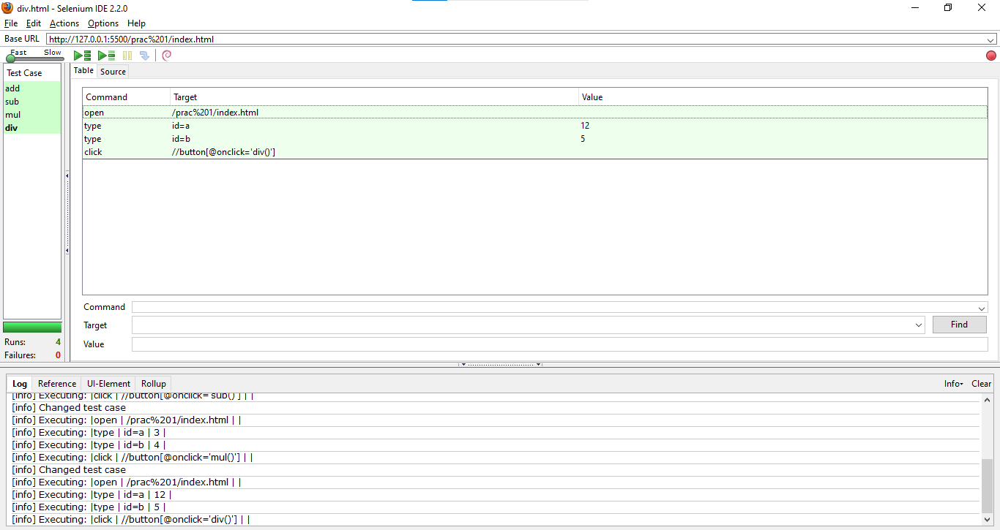 div.html - Selenium IDE 2.2.0
File Edit Actions Options Help
Base URL http://127.0.0.1:5500/prac%201/index.html
Fast Slow
Test Case
add
sub
mul
div
Table Source
Command Target Value
open /prac%201/index.html
type id=a 12
type id=b 5
click //button[@onclick='div()']
Command
Target Find
Value
Runs: 4
Failures: 0
Log Reference UI-Element Rollup Info Clear
[info] Executing: |click | //button[@onclick='sub()'] | |
[info] Changed test case
[info] Executing: |open | /prac%201/index.html | |
[info] Executing: |type | id=a | 3 |
[info] Executing: |type | id=b | 4 |
[info] Executing: |click | //button[@onclick='mul()'] | |
[info] Changed test case
[info] Executing: |open | /prac%201/index.html | |
[info] Executing: |type | id=a | 12 |
[info] Executing: |type | id=b | 5 |
[info] Executing: |click | //button[@onclick='div()'] | |